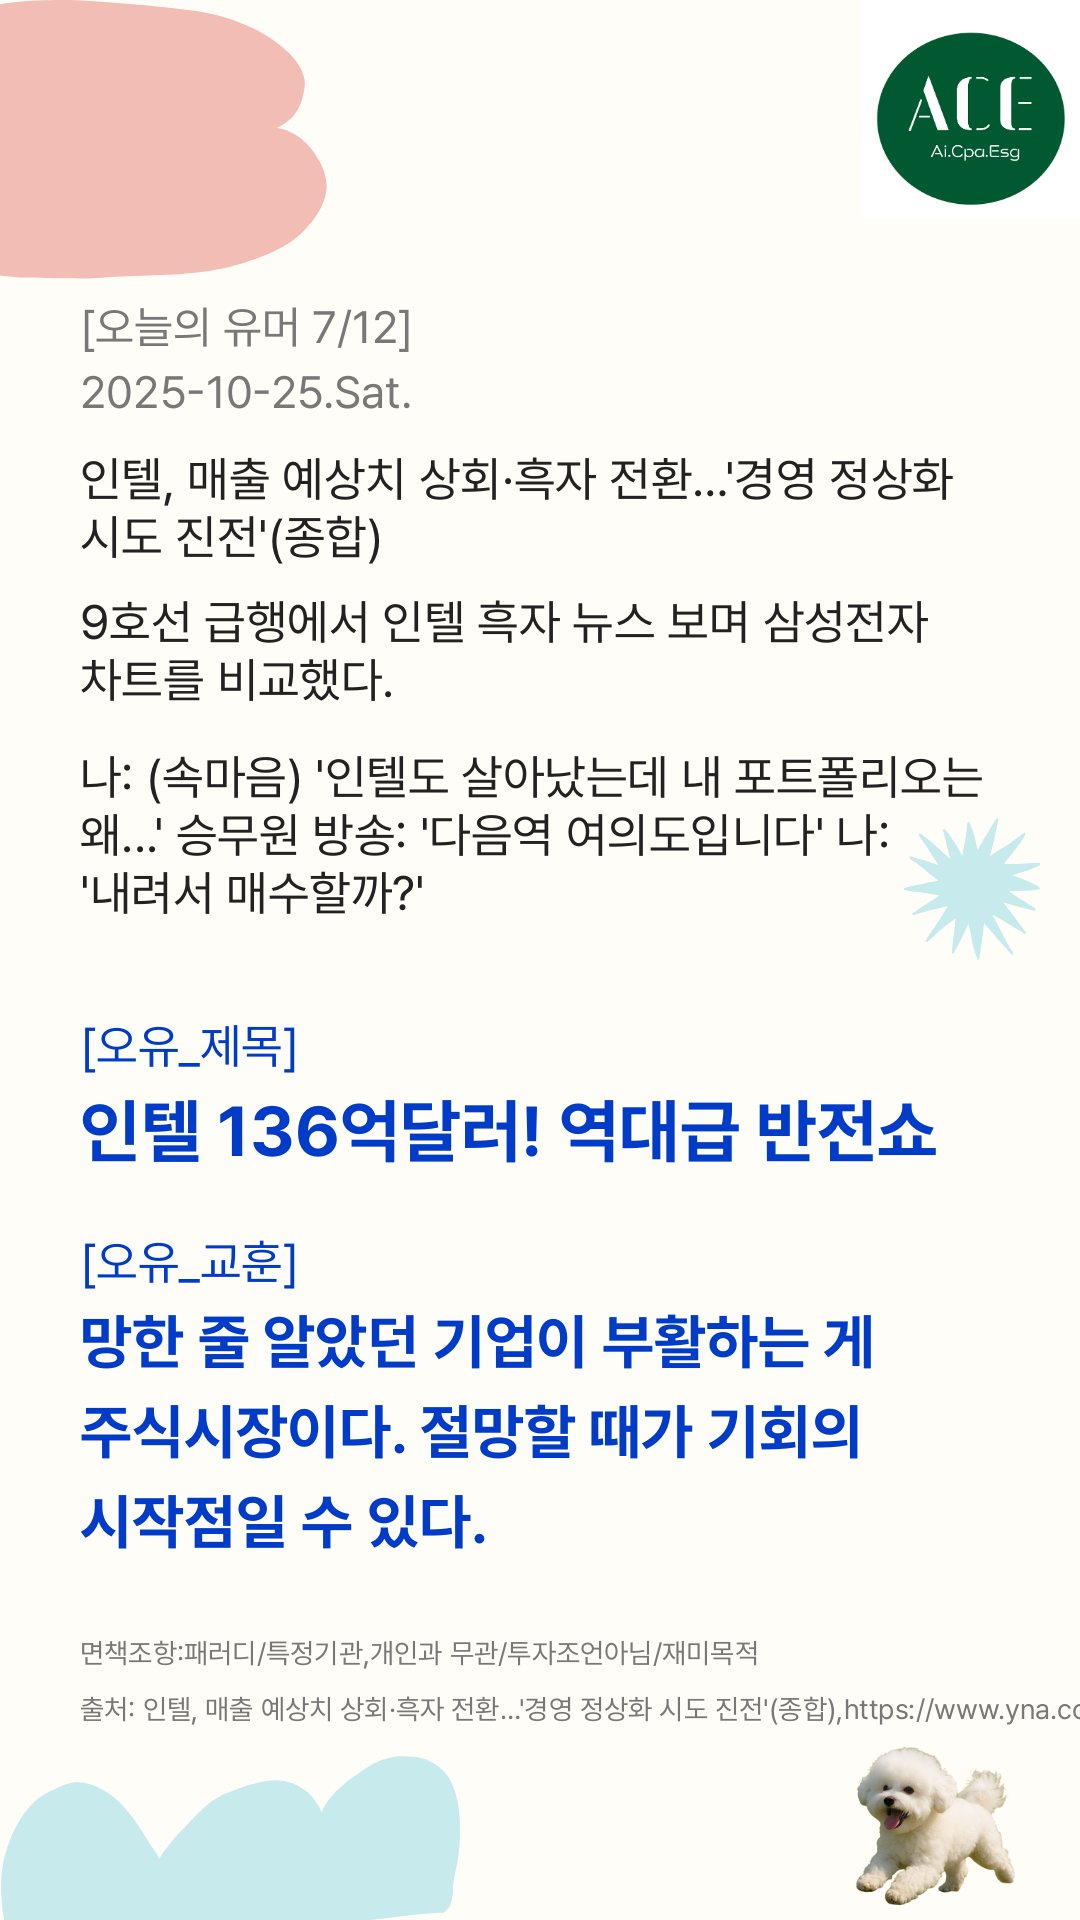 ACE
Ai.Cpa.Esg
[오늘의 유머 7/12]
2025-10-25.Sat.
인텔, 매출 예상치 상회·흑자 전환…'경영 정상화
시도 진전'(종합)
9호선 급행에서 인텔 흑자 뉴스 보며 삼성전자
차트를 비교했다.
나: (속마음) '인텔도 살아났는데 내 포트폴리오는
왜...' 승무원 방송: '다음역 여의도입니다' 나:
'내려서 매수할까?'
[오유_제목]
인텔 136억달러! 역대급 반전쇼
[오유_교훈]
망한 줄 알았던 기업이 부활하는 게
주식시장이다. 절망할 때가 기회의
시작점일 수 있다.
면책조항:패러디/특정기관,개인과 무관/투자조언아님/재미목적
출처: 인텔, 매출 예상치 상회·흑자 전환…'경영 정상화 시도 진전'(종합),https://www.yna.co